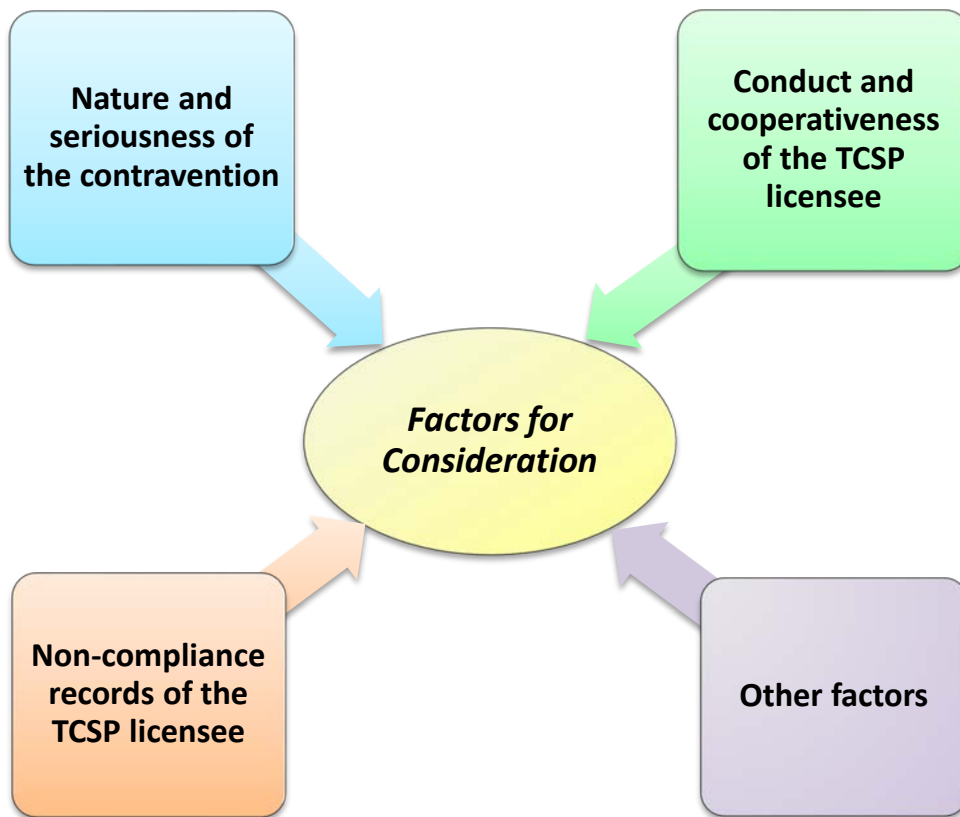 Nature and
seriousness of
the contravention
Conduct and
cooperativeness
of the TCSP
licensee
Factors for
Consideration
Non-compliance
records of the
TCSP licensee
Other factors